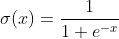 σ(x) = 1 / (1 + e^{-x})